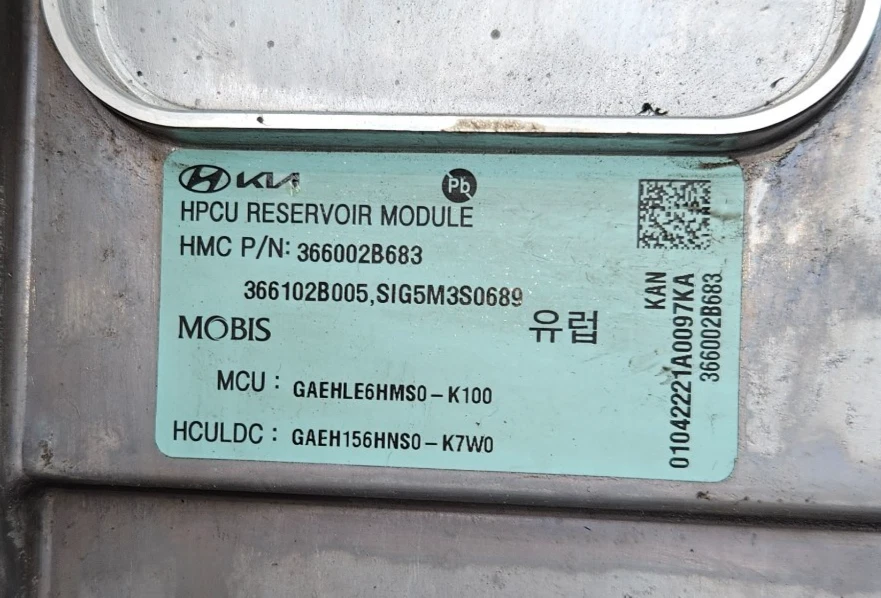 HYUNDAI KIA Pb
HPCU RESERVOIR MODULE
HMC P/N: 366002B683
366102B005,SIG5M3S0689
MOBIS
유럽
MCU : GAEHLE6HMS0-K100
HCULDC : GAEH156HNS0-K7W0
KAN
01042221A0097KA
366002B683